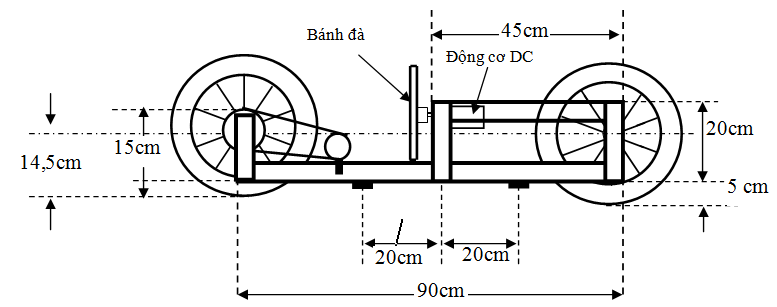 45cm
Bánh đà
Động cơ DC
14,5cm
15cm
20cm
5 cm
20cm
20cm
90cm